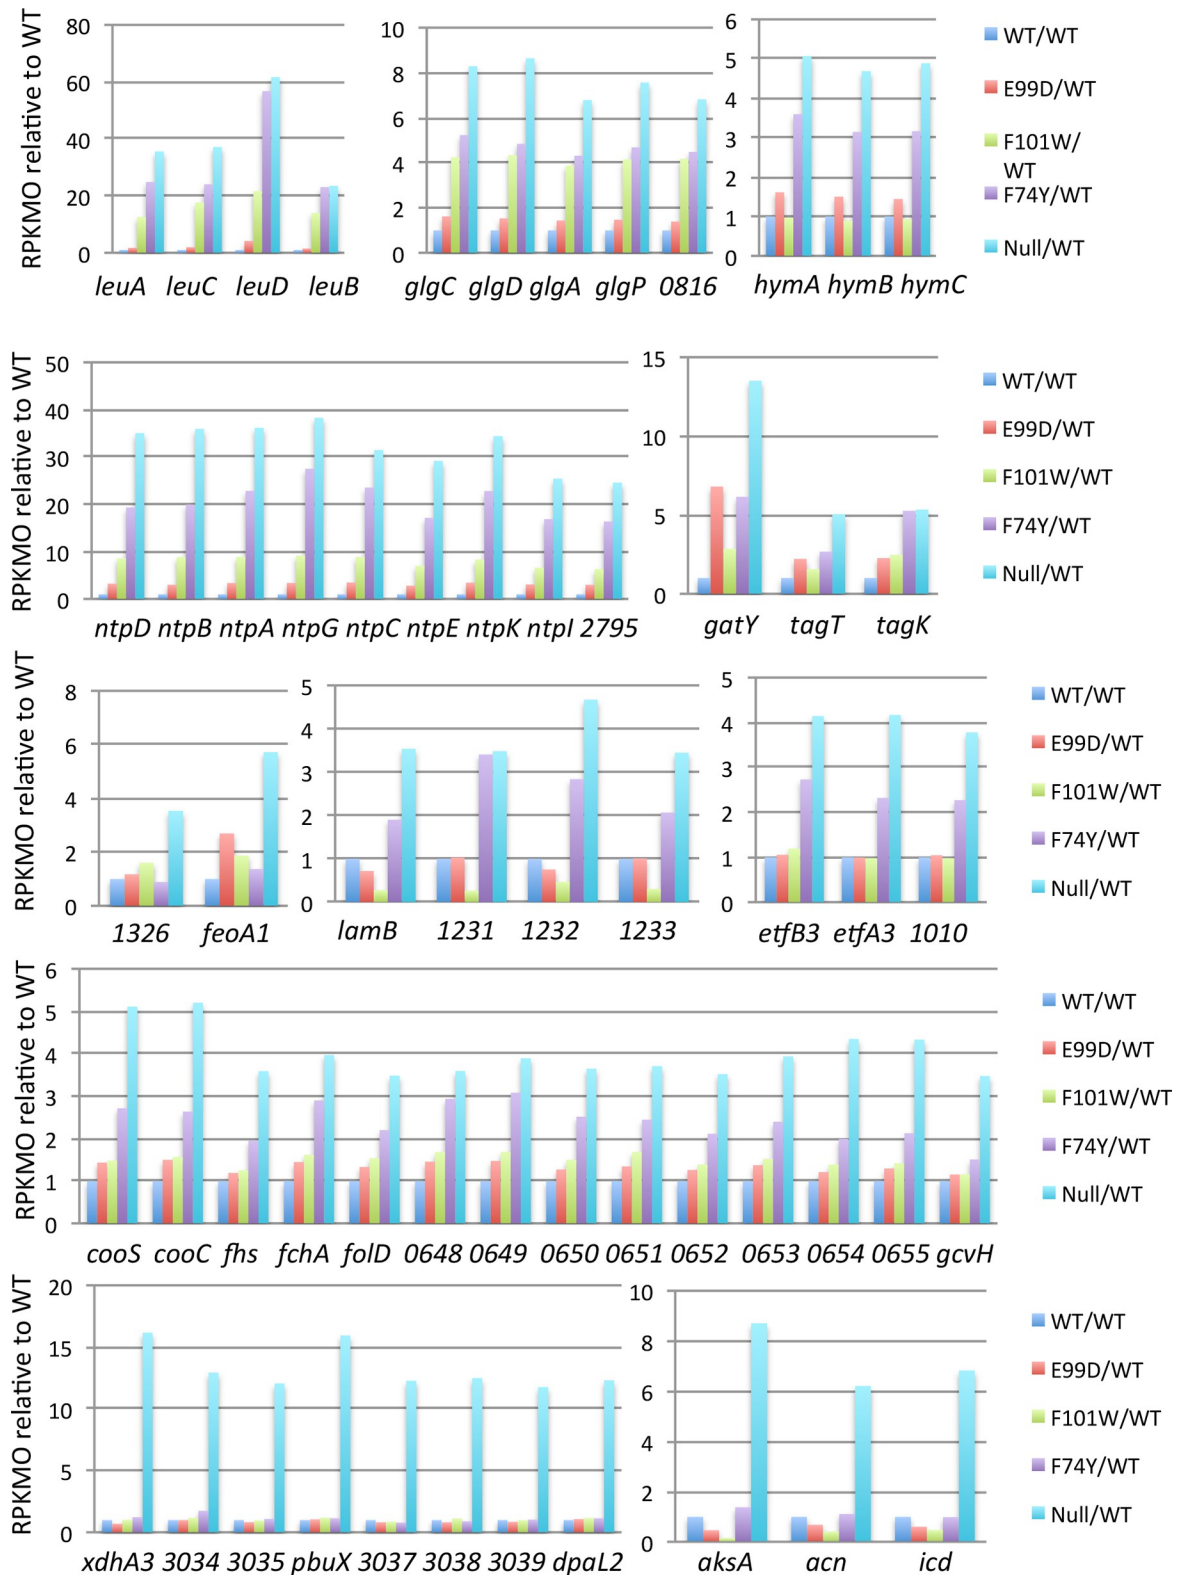 RPKMO relative to WT
80
60
40
20
0
leuA leuC leuD leuB
10
8
6
4
2
0
glgC glgD glgA glgP 0816
6
5
4
3
2
1
0
hymA hymB hymC
WT/WT
E99D/WT
F101W/
WT
F74Y/WT
Null/WT
RPKMO relative to WT
50
40
30
20
10
0
ntpD ntpB ntpA ntpG ntpC ntpE ntpK ntpI 2795
15
10
5
0
gatY tagT tagK
WT/WT
E99D/WT
F101W/WT
F74Y/WT
Null/WT
RPKMO relative to WT
8
6
4
2
0
1326 feoA1
5
4
3
2
1
0
lamB 1231 1232 1233
5
4
3
2
1
0
etfB3 etfA3 1010
WT/WT
E99D/WT
F101W/WT
F74Y/WT
Null/WT
RPKMO relative to WT
6
5
4
3
2
1
0
cooS cooC fhs fchA folD 0648 0649 0650 0651 0652 0653 0654 0655 gcvH
WT/WT
E99D/WT
F101W/WT
F74Y/WT
Null/WT
RPKMO relative to WT
20
15
10
5
0
xdhA3 3034 3035 pbuX 3037 3038 3039 dpaL2
10
8
6
4
2
0
aksA acn icd
WT/WT
E99D/WT
F101W/WT
F74Y/WT
Null/WT